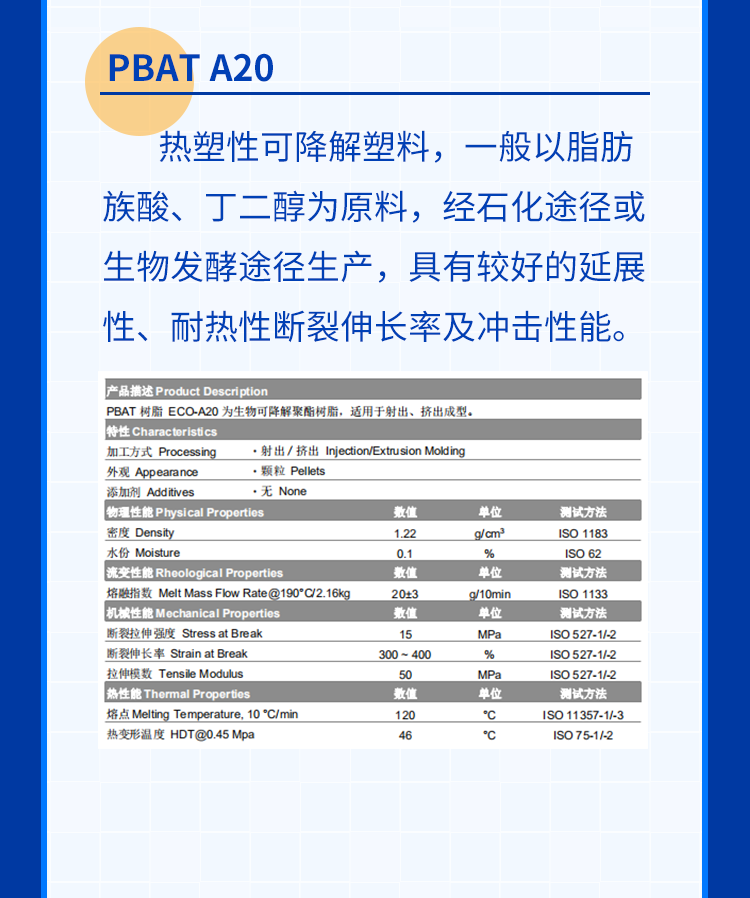 PBAT A20
热塑性可降解塑料，一般以脂肪
族酸、丁二醇为原料，经石化途径或
生物发酵途径生产，具有较好的延展
性、耐热性断裂伸长率及冲击性能。
产品描述 Product Description
PBAT 树脂 ECO-A20 为生物可降解聚酯树脂，适用于射出、挤出成型。
特性 Characteristics
加工方式 Processing ・射出 / 挤出 Injection/Extrusion Molding
外观 Appearance ・颗粒 Pellets
添加剂 Additives ・无 None
物理性能 Physical Properties 数值 单位 测试方法
密度 Density 1.22 g/cm³ ISO 1183
水份 Moisture 0.1 % ISO 62
流变性能 Rheological Properties 数值 单位 测试方法
熔融指数 Melt Mass Flow Rate@190°C/2.16kg 20±3 g/10min ISO 1133
机械性能 Mechanical Properties 数值 单位 测试方法
断裂拉伸强度 Stress at Break 15 MPa ISO 527-1/-2
断裂伸长率 Strain at Break 300 ~ 400 % ISO 527-1/-2
拉伸模数 Tensile Modulus 50 MPa ISO 527-1/-2
热性能 Thermal Properties 数值 单位 测试方法
熔点 Melting Temperature, 10 °C/min 120 °C ISO 11357-1/-3
热变形温度 HDT@0.45 Mpa 46 °C ISO 75-1/-2